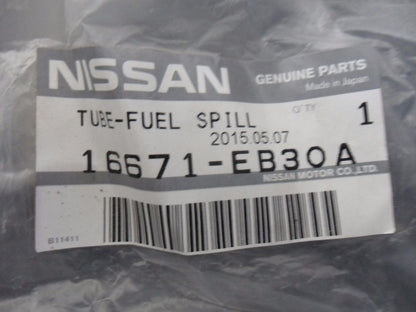 NISSAN GENUINE PARTS
Made in Japan
TUBE-FUEL SPILL Q'TY 1
2015.05.07
16671-EB30A
NISSAN MOTOR CO.,LTD.
B11411